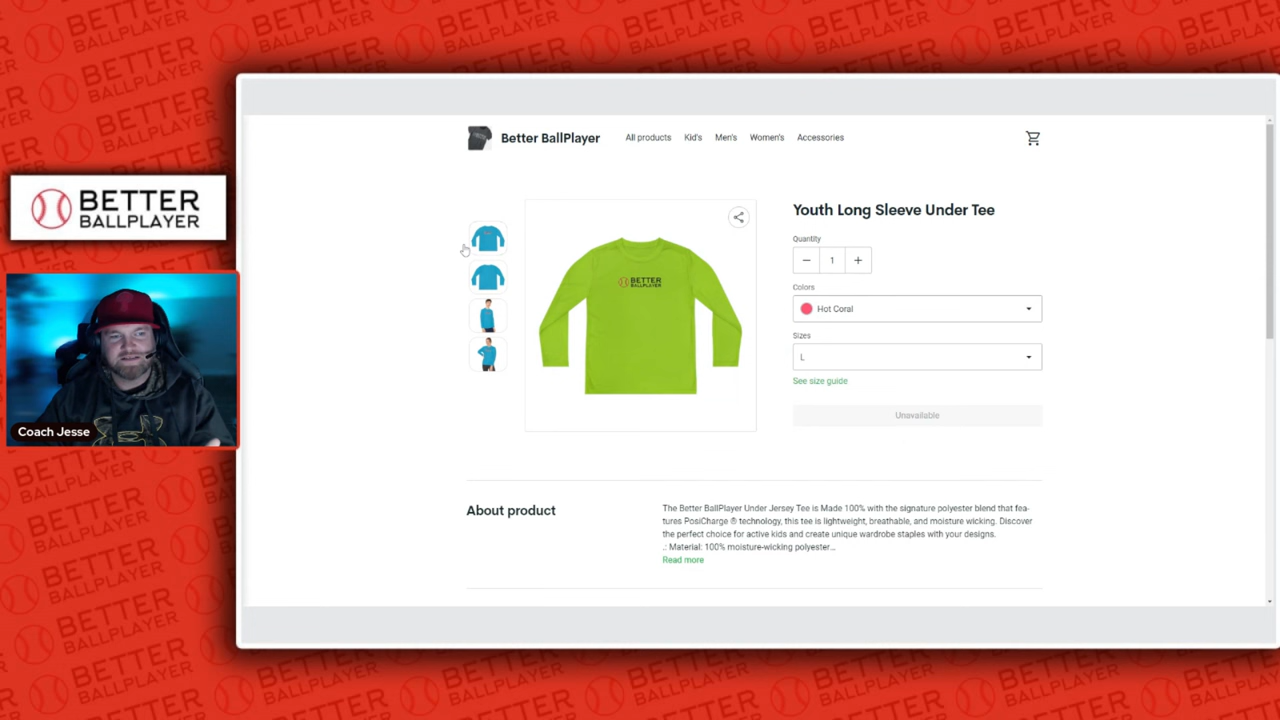 BETTER
BALLPLAYER
Coach Jesse
Better BallPlayer
All products
Kid's
Men's
Women's
Accessories
BETTER
BALLPLAYER
Youth Long Sleeve Under Tee
Quantity
1
Colors
Hot Coral
Sizes
L
See size guide
Unavailable
About product
The Better BallPlayer Under Jersey Tee is Made 100% with the signature polyester blend that fea-
tures PosiCharge ® technology, this tee is lightweight, breathable, and moisture wicking. Discover
the perfect choice for active kids and create unique wardrobe staples with your designs.
.: Material: 100% moisture-wicking polyester...
Read more